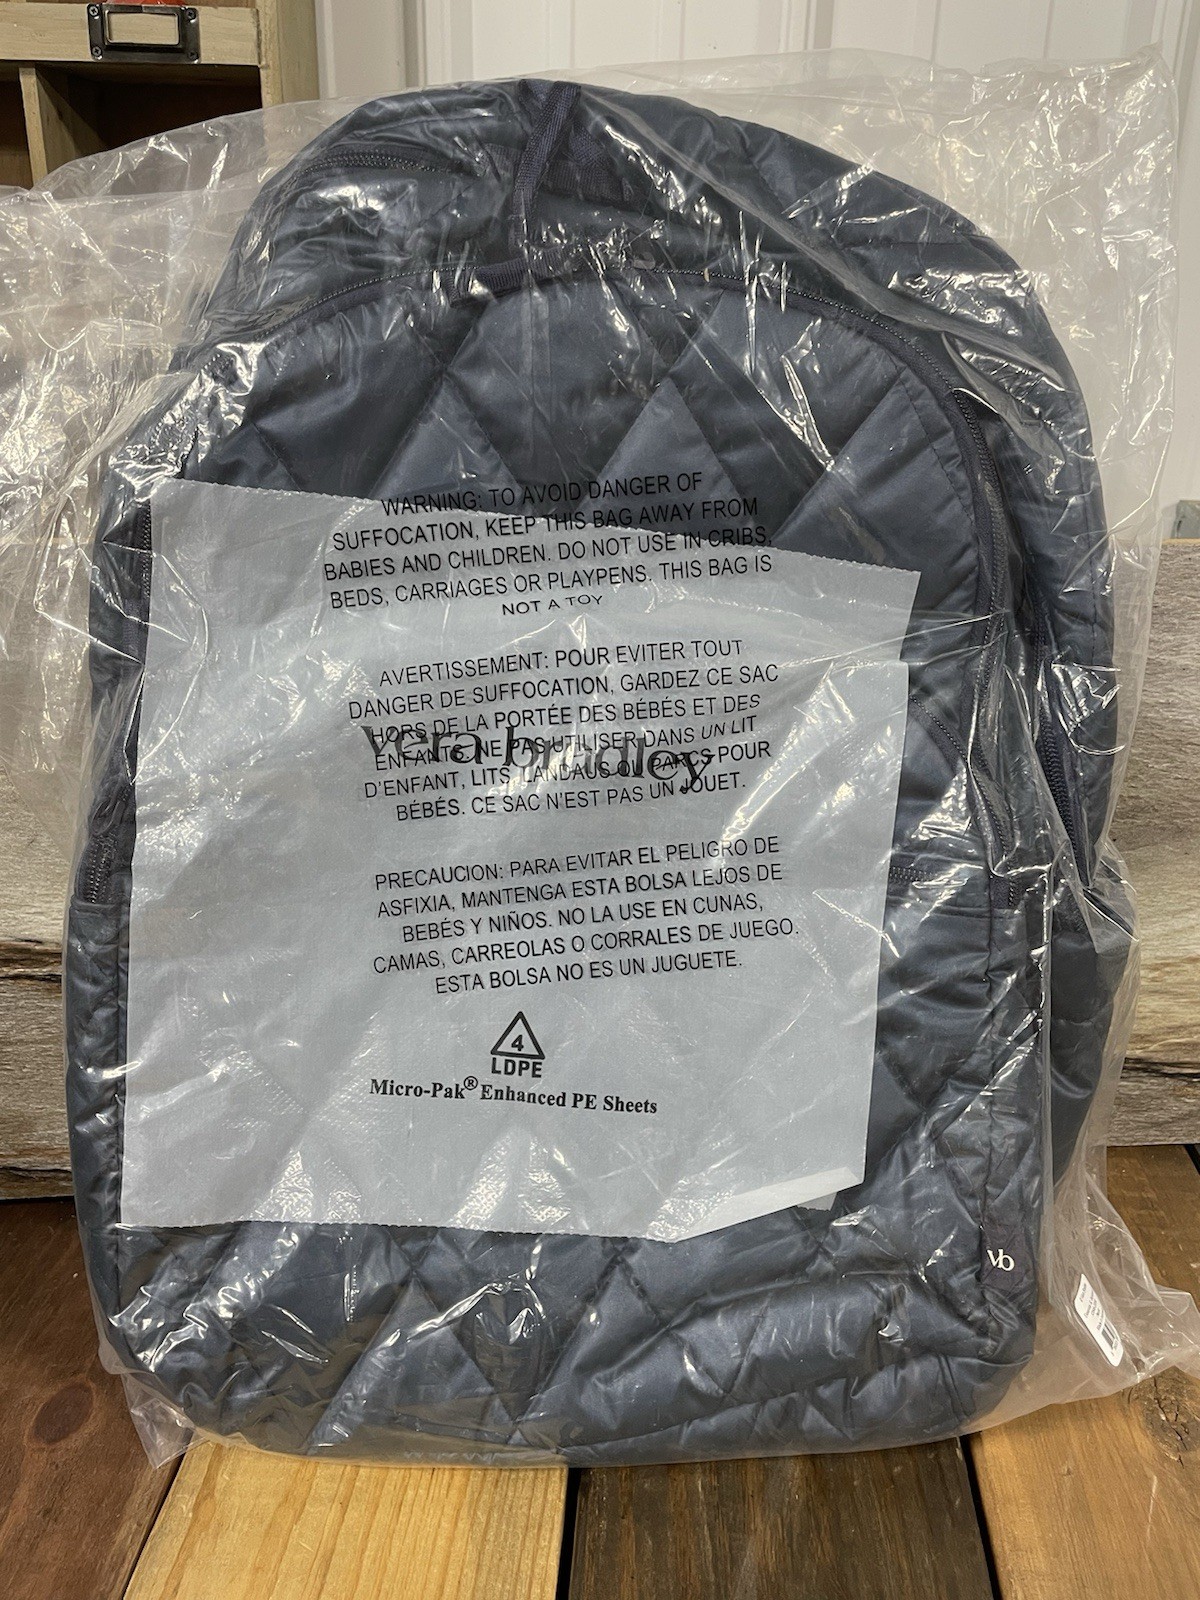 WARNING: TO AVOID DANGER OF
SUFFOCATION, KEEP THIS BAG AWAY FROM
BABIES AND CHILDREN. DO NOT USE IN CRIBS,
BEDS, CARRIAGES OR PLAYPENS. THIS BAG IS
NOT A TOY
AVERTISSEMENT: POUR EVITER TOUT
DANGER DE SUFFOCATION, GARDEZ CE SAC
HORS DE LA PORTÉE DES BÉBÉS ET DES
ENFANTS. NE PAS UTILISER DANS UN LIT
D'ENFANT, LITS, LANDAUS OU PARCS POUR
BÉBÉS. CE SAC N'EST PAS UN JOUET.
vera bradley
PRECAUCION: PARA EVITAR EL PELIGRO DE
ASFIXIA, MANTENGA ESTA BOLSA LEJOS DE
BEBÉS Y NIÑOS. NO LA USE EN CUNAS,
CAMAS, CARREOLAS O CORRALES DE JUEGO.
ESTA BOLSA NO ES UN JUGUETE.
4
LDPE
Micro-Pak® Enhanced PE Sheets
vb